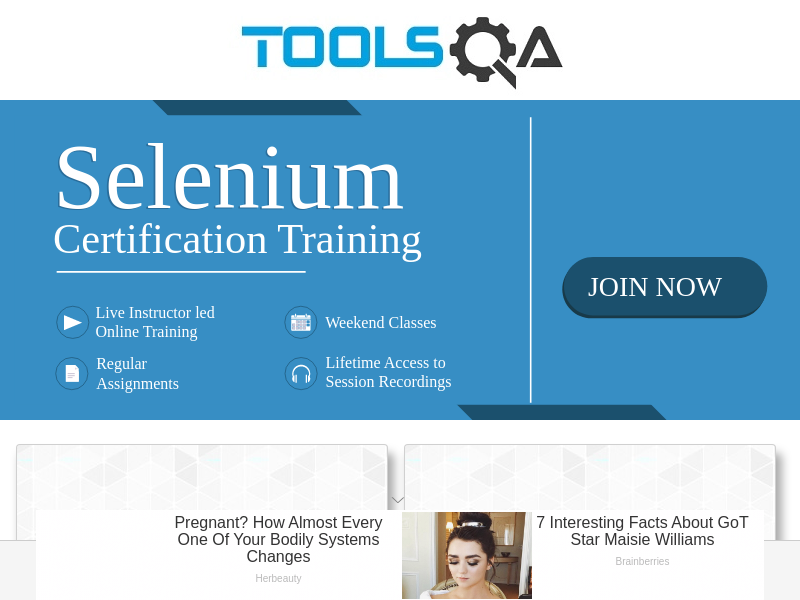 TOOLSQA
Selenium
Certification Training
Live Instructor led
Online Training
Weekend Classes
Regular
Assignments
Lifetime Access to
Session Recordings
JOIN NOW
Pregnant? How Almost Every
One Of Your Bodily Systems
Changes
Herbeauty
7 Interesting Facts About GoT
Star Maisie Williams
Brainberries